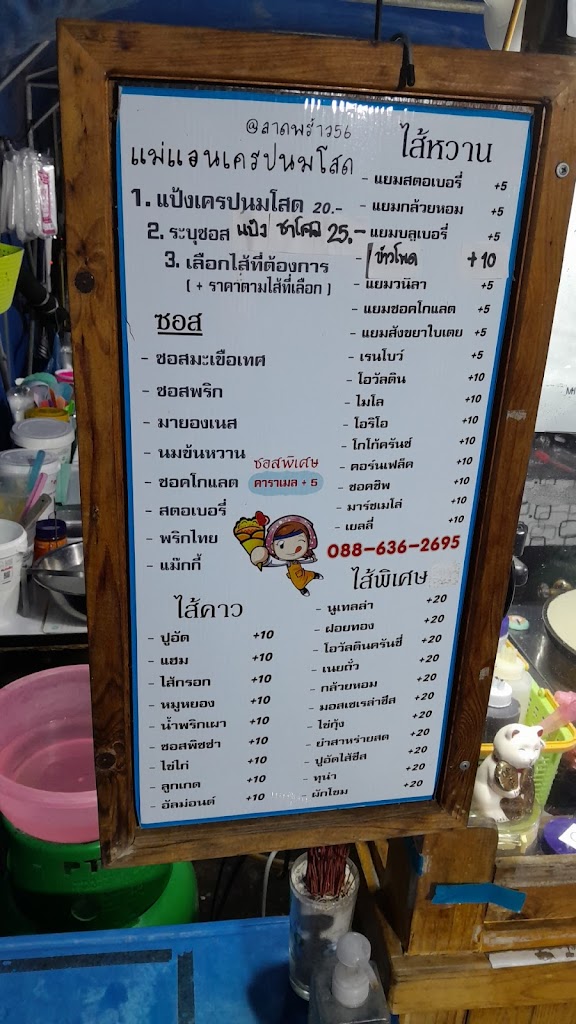 @ลาดพร้าว56
แม่แอนเครปนมโสด
1. แป้งเครปนมโสด 20.-
2. ระบุซอส แป้ง ชาโคล 25.-
3. เลือกไส้ที่ต้องการ
( + ราคาตามไส้ที่เลือก )
ซอส
- ซอสมะเขือเทศ
- ซอสพริก
- มายองเนส
- นมข้นหวาน
- ซอคโกแลต
- สตอเบอรี่
- พริกไทย
- แม๊กกี้
ซอสพิเศษ
คาราเมล + 5
ไส้คาว
- ปูอัด +10
- แฮม +10
- ไส้กรอก +10
- หมูหยอง +10
- น้ำพริกเผา +10
- ซอสพิซซ่า +10
- ไข่ไก่ +10
- ลูกเกด +10
- อัลม่อนด์ +10
ไส้หวาน
- แยมสตอเบอรี่ +5
- แยมกล้วยหอม +5
- แยมบลูเบอรี่ +5
- ข้าวโพด +10
- แยมวนิลา +5
- แยมชอคโกแลต +5
- แยมสังขยาใบเตย +5
- เรนโบว์ +5
- โอวัลติน +10
- ไมโล +10
- โอริโอ +10
- โกโก้ครันช์ +10
- คอร์นเฟล็ค +10
- ชอคชิพ +10
- มาร์ชเมโล่ +10
- เยลลี่ +10
088-636-2695
ไส้พิเศษ
- นูเทลล่า +20
- ฝอยทอง +20
- โอวัลตินครันชี่ +20
- เนยถั่ว +20
- กล้วยหอม +20
- มอสเซเรล่าชีส +20
- ไข่กุ้ง +20
- ยำสาหร่ายสด +20
- ปูอัดไส้ชีส +20
- ทูน่า +20
- ผักโขม +20